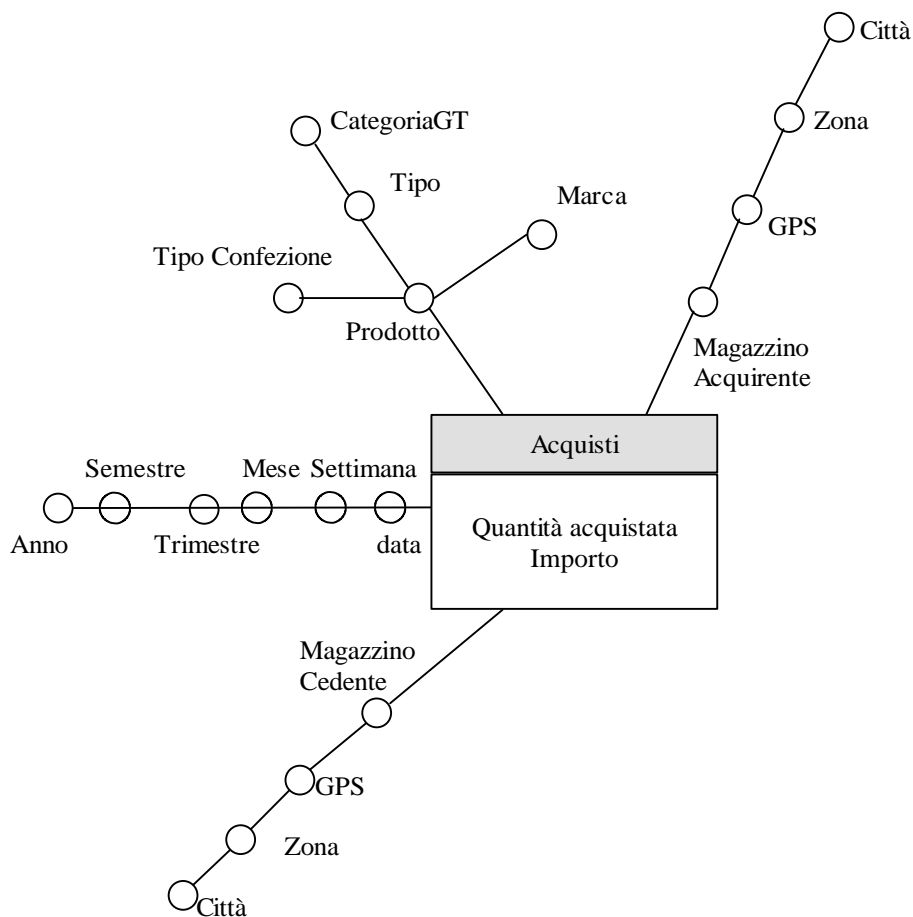 Città
CategoriaGT
Zona
Tipo
Marca
GPS
Tipo Confezione
Prodotto
Magazzino
Acquirente
Acquisti
Semestre
Mese
Settimana
Quantità acquistata
Importo
Anno
Trimestre
data
Magazzino
Cedente
GPS
Zona
Città